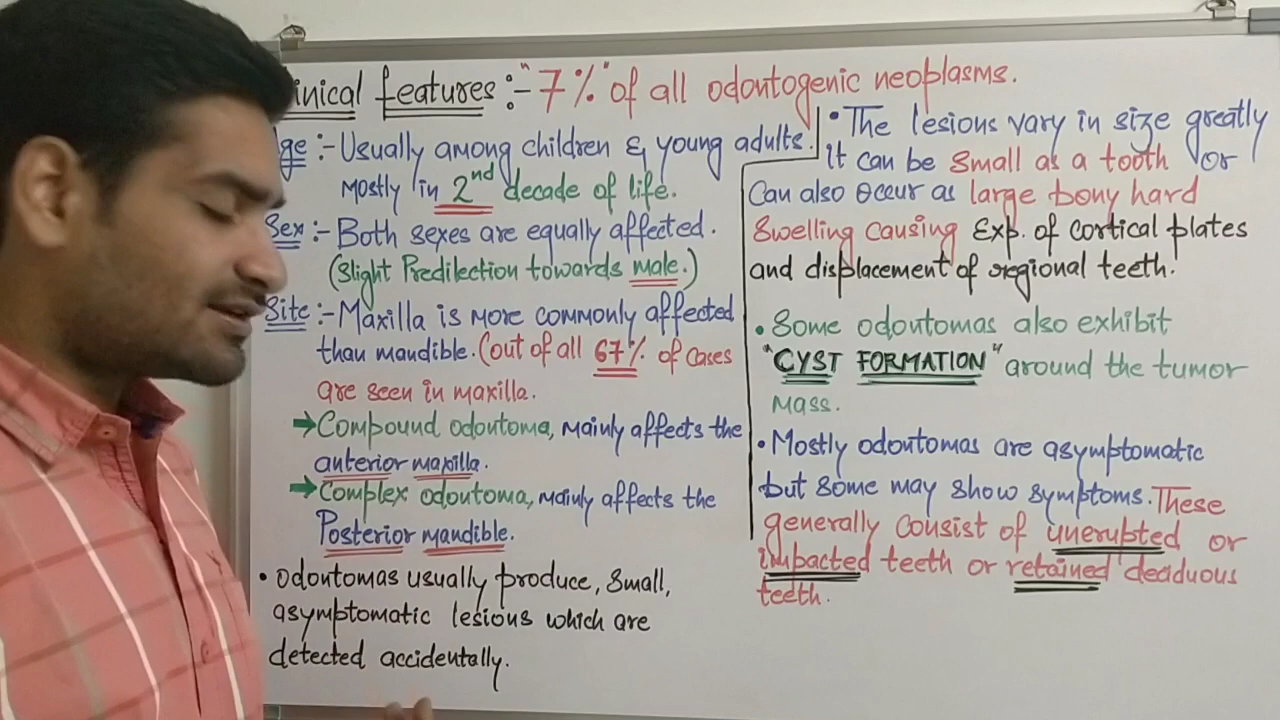 inical features:- "7%" of all odontogenic neoplasms.
ge:- Usually among children & young adults.
mostly in 2nd decade of life.
Sex:- Both sexes are equally affected.
(Slight Predilection towards male.)
Site:- Maxilla is more commonly affected
than mandible. (out of all 67% of cases
are seen in maxilla.
→ Compound odontoma, mainly affects the
anterior maxilla.
→ Complex odontoma, mainly affects the
Posterior mandible.
• Odontomas usually produce, small,
asymptomatic lesions which are
detected accidentally.
• The lesions vary in size greatly
it can be small as a tooth or
Can also occur as large bony hard
Swelling causing Exp. of cortical plates
and displacement of regional teeth.
• Some odontomas also exhibit
"CYST FORMATION" around the tumor
mass.
• Mostly odontomas are asymptomatic
but some may show symptoms. These
generally consist of unerupted or
impacted teeth or retained deciduous
teeth.